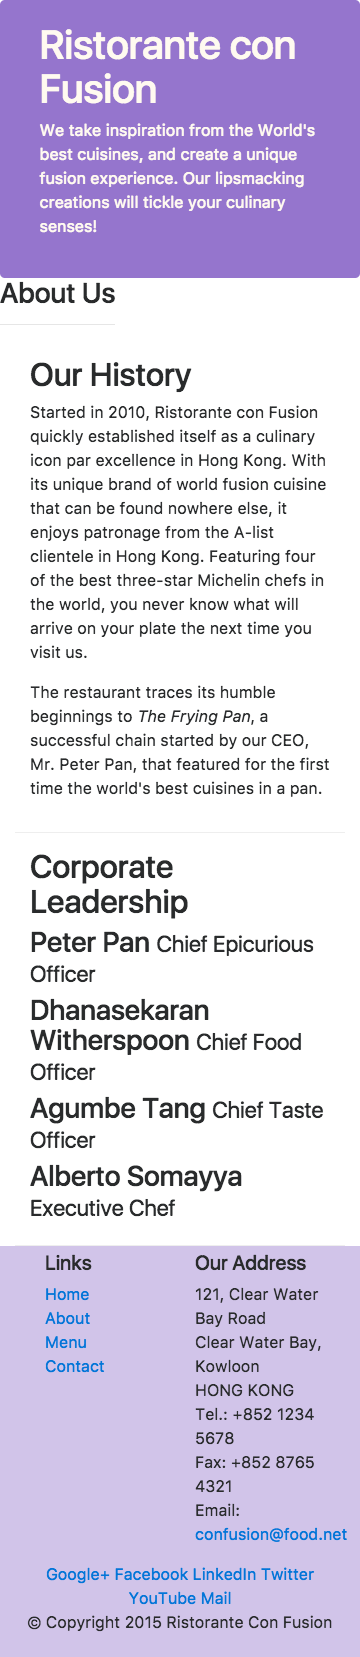 Ristorante con
Fusion
We take inspiration from the World's
best cuisines, and create a unique
fusion experience. Our lipsmacking
creations will tickle your culinary
senses!
About Us
Our History
Started in 2010, Ristorante con Fusion
quickly established itself as a culinary
icon par excellence in Hong Kong. With
its unique brand of world fusion cuisine
that can be found nowhere else, it
enjoys patronage from the A-list
clientele in Hong Kong. Featuring four
of the best three-star Michelin chefs in
the world, you never know what will
arrive on your plate the next time you
visit us.
The restaurant traces its humble
beginnings to The Frying Pan, a
successful chain started by our CEO,
Mr. Peter Pan, that featured for the first
time the world's best cuisines in a pan.
Corporate
Leadership
Peter Pan Chief Epicurious
Officer
Dhanasekaran
Witherspoon Chief Food
Officer
Agumbe Tang Chief Taste
Officer
Alberto Somayya
Executive Chef
Links
Home
About
Menu
Contact
Our Address
121, Clear Water
Bay Road
Clear Water Bay,
Kowloon
HONG KONG
Tel.: +852 1234
5678
Fax: +852 8765
4321
Email:
confusion@food.net
Google+ Facebook LinkedIn Twitter
YouTube Mail
© Copyright 2015 Ristorante Con Fusion